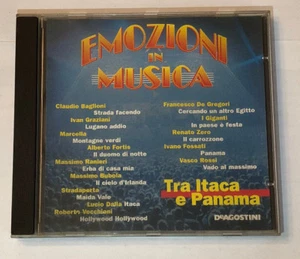 EMOZIONI
IN
MUSICA
Claudio Baglioni
Strada facendo
Ivan Graziani
Lugano addio
Marcella
Montagne verdi
Alberto Fortis
Il duomo di notte
Massimo Ranieri
Erba di casa mia
Massimo Bubola
Il cielo d'Irlanda
Stradaperta
Maida Vale
Lucio Dalla Itaca
Roberto Vecchioni
Hollywood Hollywood
Francesco De Gregori
Cercando un altro Egitto
I Giganti
In paese è festa
Renato Zero
Il carrozzone
Ivano Fossati
Panama
Vasco Rossi
Vado al massimo
Tra Itaca
e Panama
DeAGOSTINI